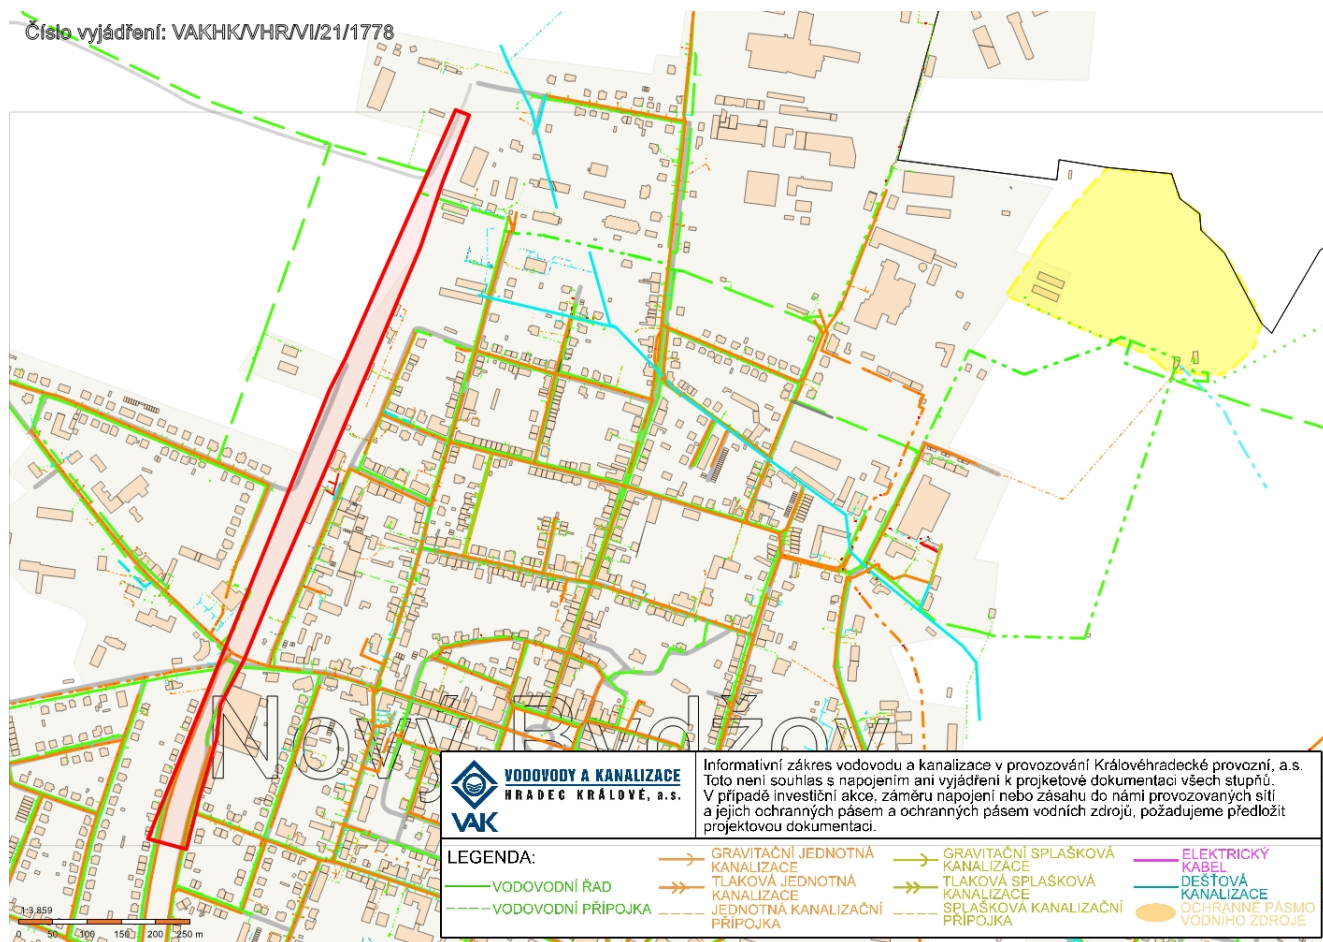 Číslo vyjádření: VAKHK/VHR/VI/21/1778
Nový Bydžov
VODOVODY A KANALIZACE
HRADEC KRÁLOVÉ, a.s.
VAK
Informativní zákres vodovodu a kanalizace v provozování Královéhradecké provozní, a.s.
Toto není souhlas s napojením ani vyjádření k projketové dokumentaci všech stupňů.
V případě investiční akce, záměru napojení nebo zásahu do námi provozovaných sítí
a jejich ochranných pásem a ochranných pásem vodních zdrojů, požadujeme předložit
projektovou dokumentaci.
LEGENDA:
VODOVODNÍ ŘAD
VODOVODNÍ PŘÍPOJKA
GRAVITAČNÍ JEDNOTNÁ
KANALIZACE
TLAKOVÁ JEDNOTNÁ
KANALIZACE
JEDNOTNÁ KANALIZAČNÍ
PŘÍPOJKA
GRAVITAČNÍ SPLAŠKOVÁ
KANALIZACE
TLAKOVÁ SPLAŠKOVÁ
KANALIZACE
SPLAŠKOVÁ KANALIZAČNÍ
PŘÍPOJKA
ELEKTRICKÝ
KABEL
DEŠŤOVÁ
KANALIZACE
OCHRANNÉ PÁSMO
VODNÍHO ZDROJE
1:3,859
0 50 100 150 200 250 m